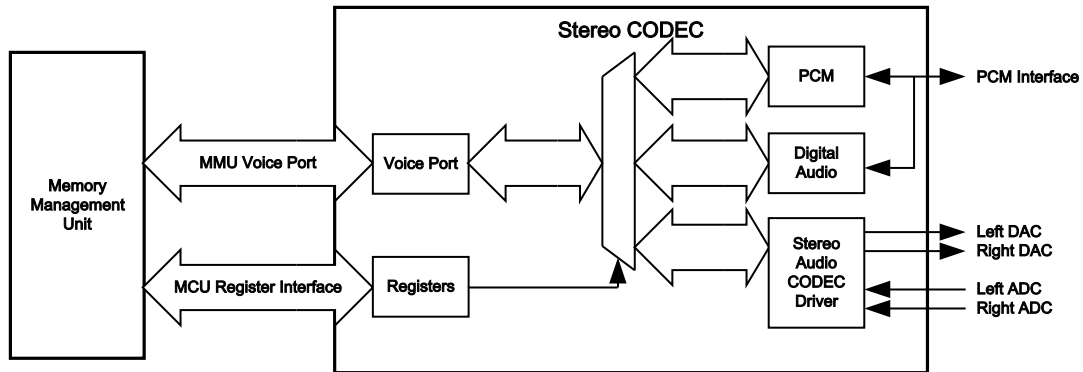 Stereo CODEC
Memory
Management
Unit
MMU Voice Port
Voice Port
MCU Register Interface
Registers
PCM
Digital
Audio
Stereo
Audio
CODEC
Driver
PCM Interface
Left DAC
Right DAC
Left ADC
Right ADC